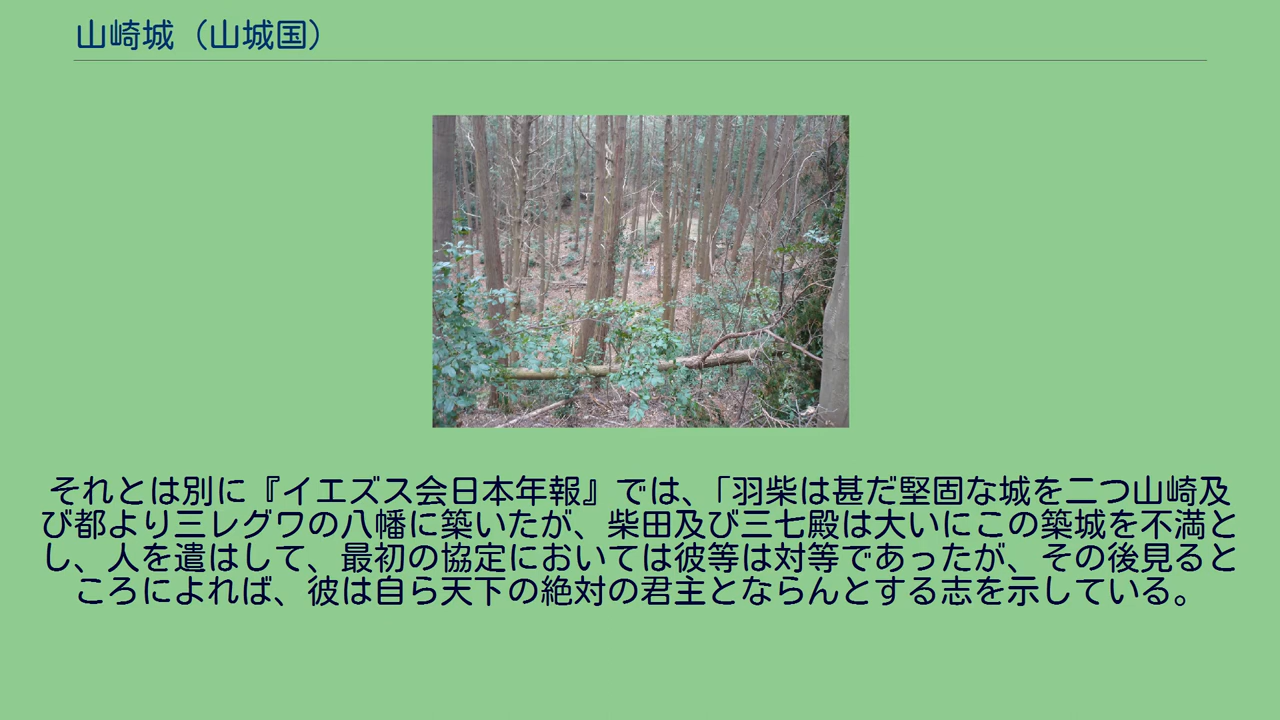 山崎城（山城国）
それとは別に『イエズス会日本年報』では、「羽柴は甚だ堅固な城を二つ山崎及
び都より三レグワの八幡に築いたが、柴田及び三七殿は大いにこの築城を不満と
し、人を遣はして、最初の協定においては彼等は対等であったが、その後見ると
ころによれば、彼は自ら天下の絶対の君主とならんとする志を示している。